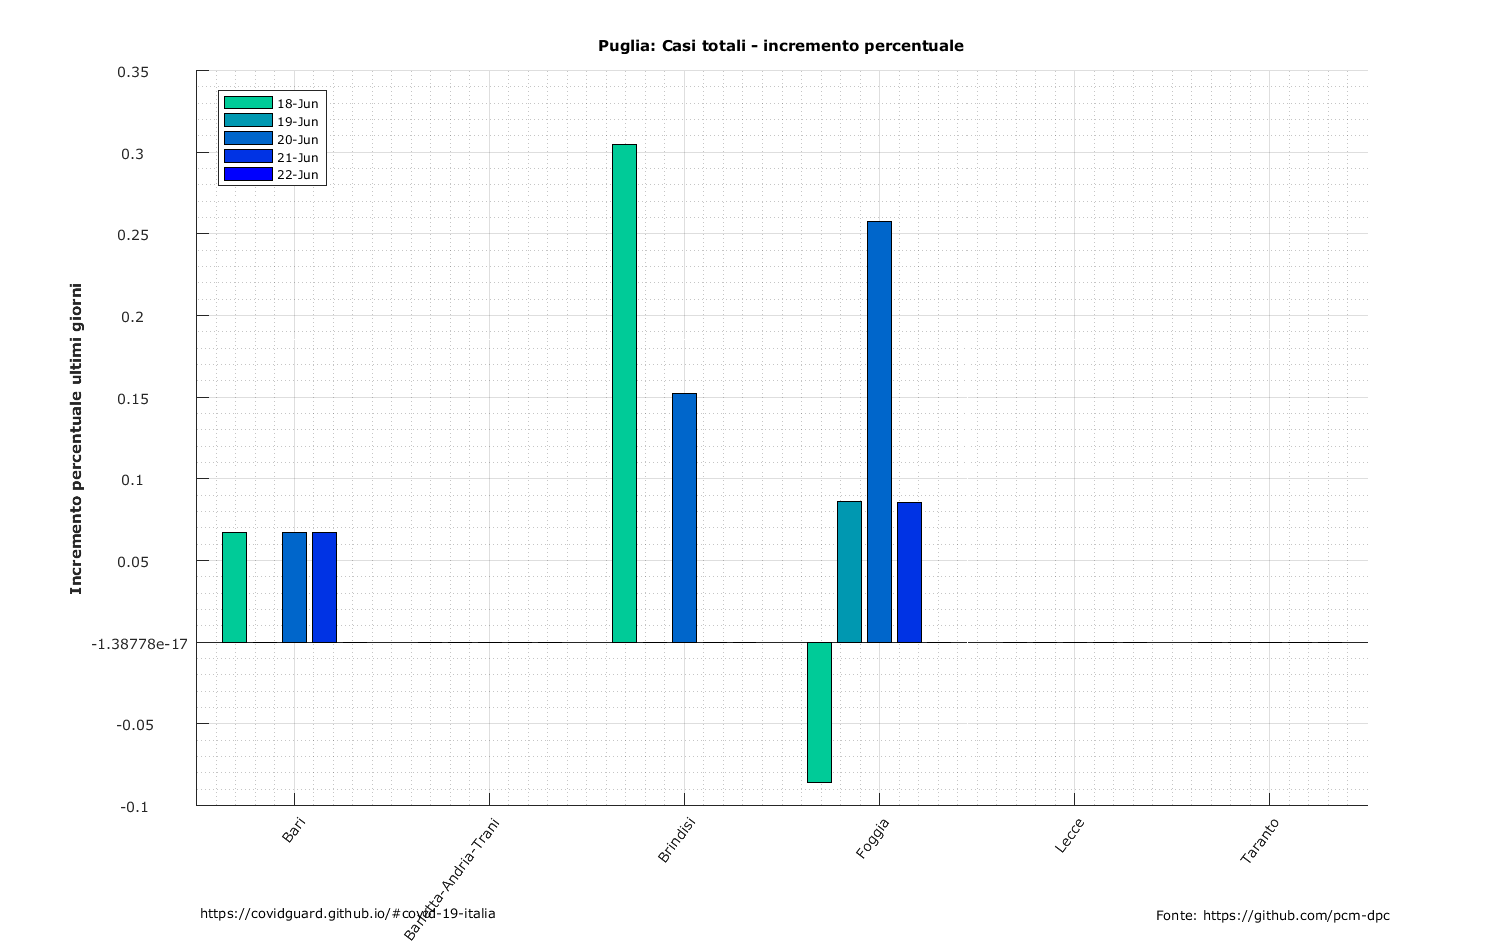 Puglia: Casi totali - incremento percentuale
0.35
0.3
0.25
0.2
0.15
0.1
0.05
-1.38778e-17
-0.05
-0.1
Incremento percentuale ultimi giorni
18-Jun
19-Jun
20-Jun
21-Jun
22-Jun
Bari
Barletta-Andria-Trani
Brindisi
Foggia
Lecce
Taranto
https://covidguard.github.io/#covid-19-italia
Fonte: https://github.com/pcm-dpc